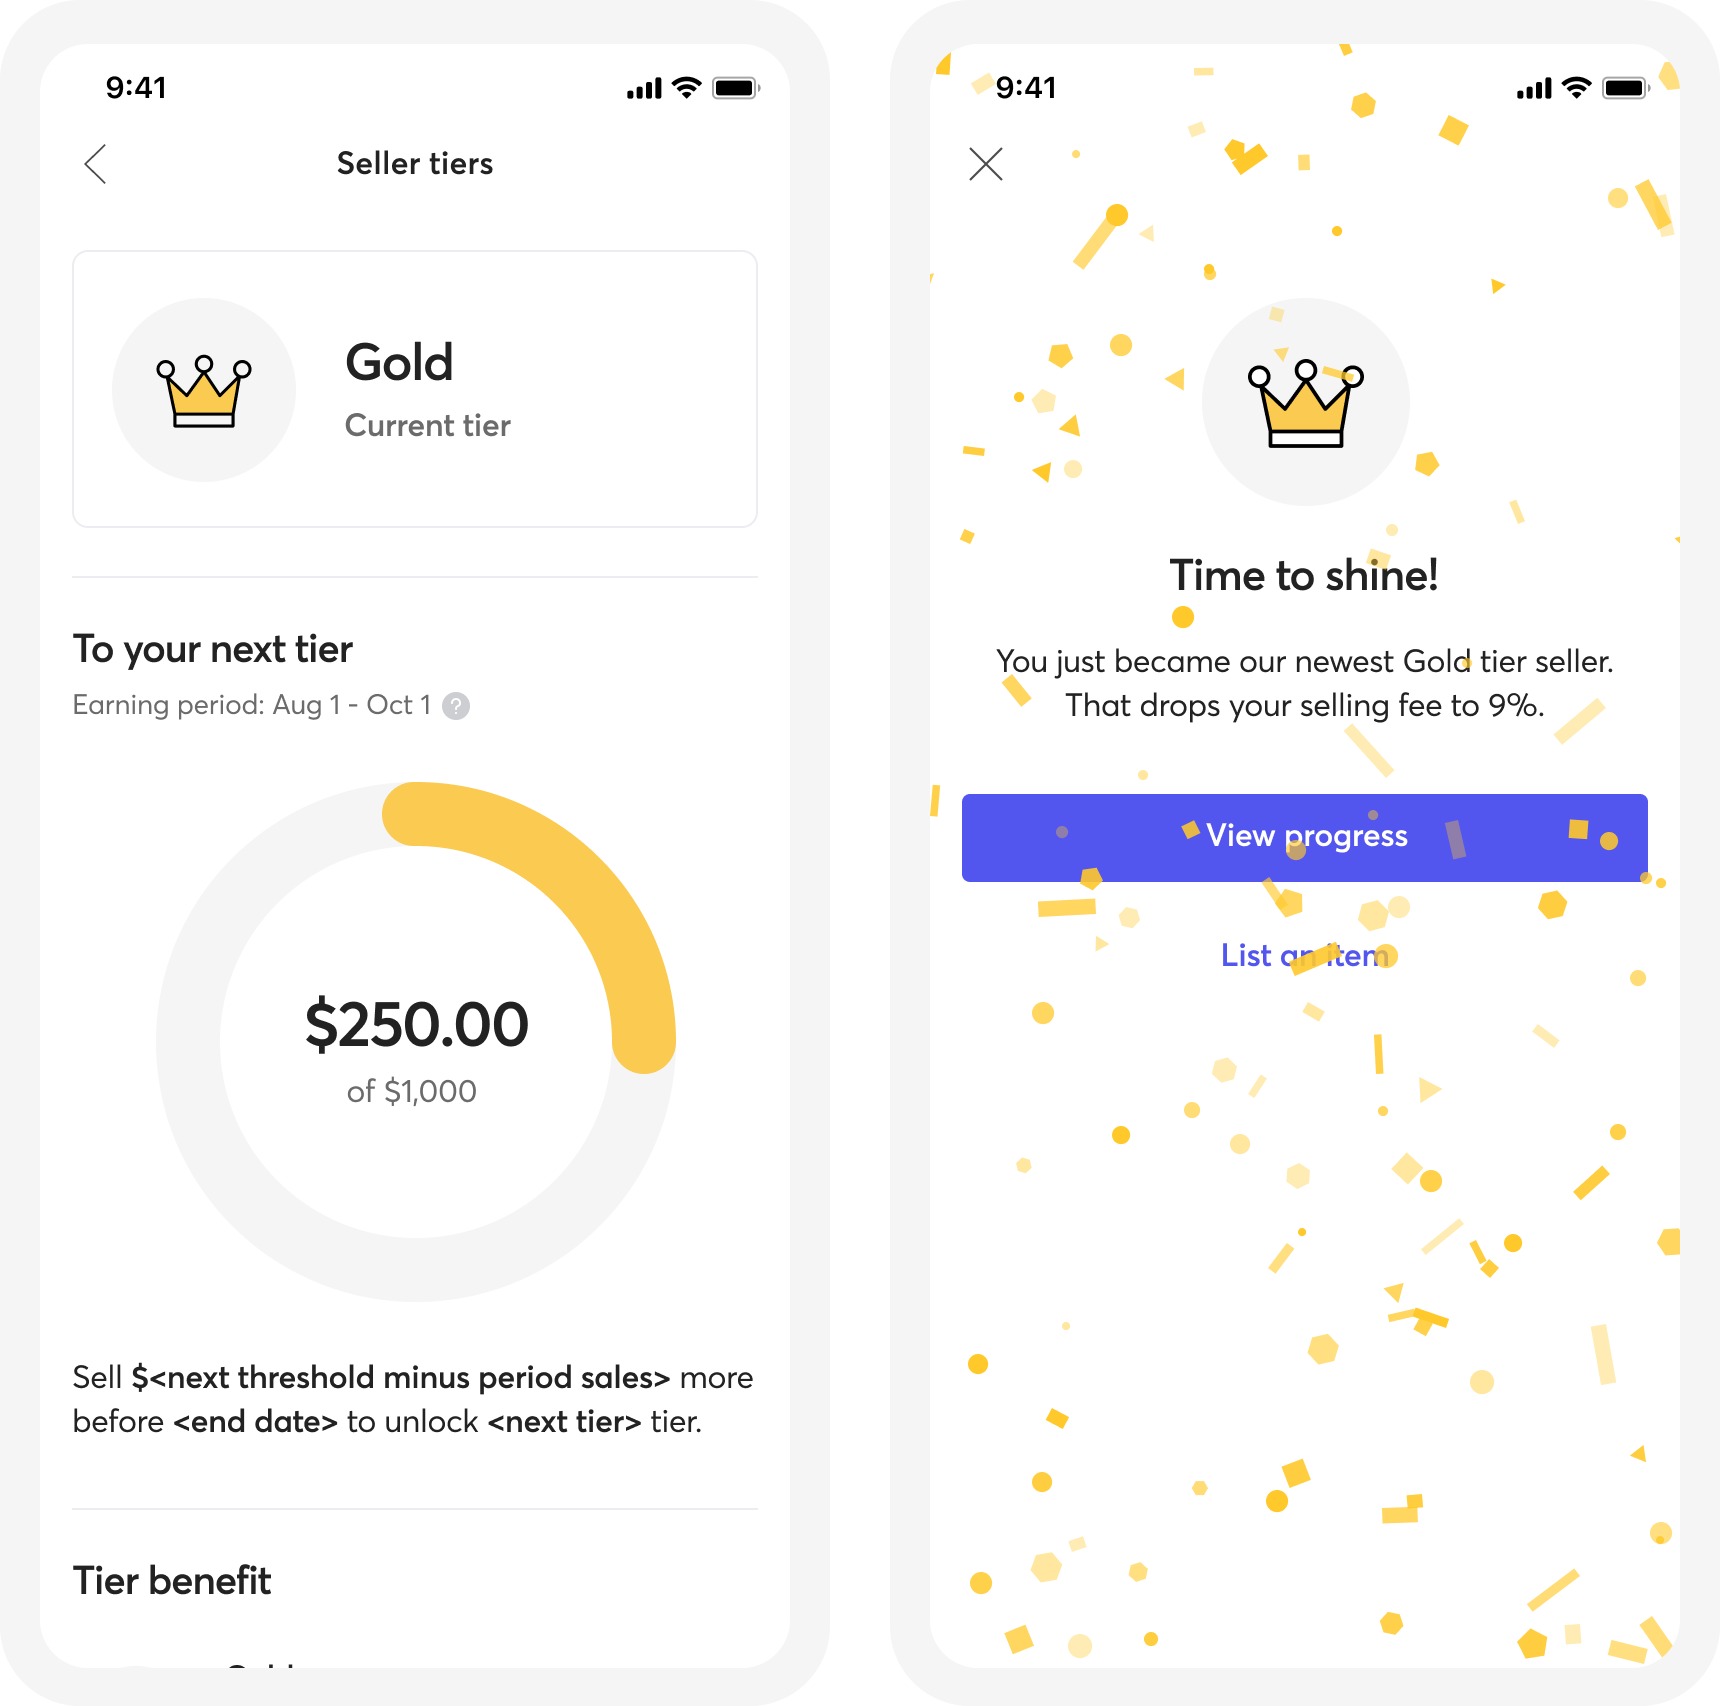 9:41
Seller tiers
Gold
Current tier
To your next tier
Earning period: Aug 1 - Oct 1 ?
$250.00
of $1,000
Sell $<next threshold minus period sales> more
before <end date> to unlock <next tier> tier.
Tier benefit
9:41
Time to shine!
You just became our newest Gold tier seller.
That drops your selling fee to 9%.
View progress
List an item